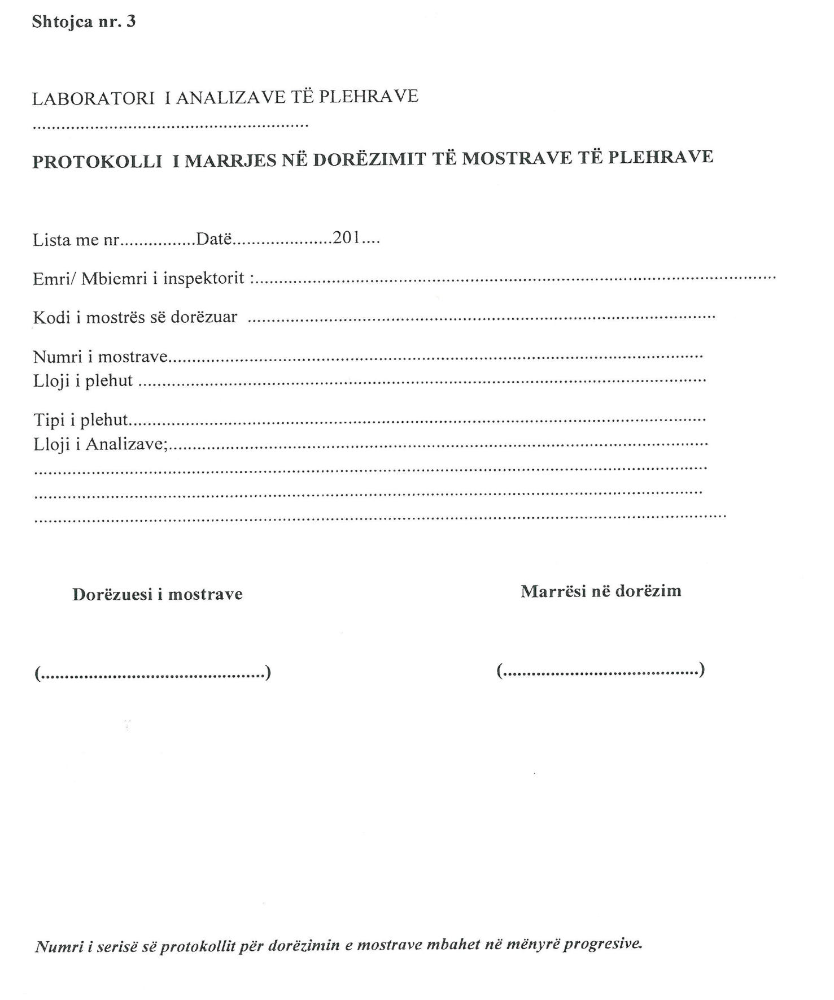 Shtojca nr. 3
LABORATORI I ANALIZAVE TË PLEHRAVE
..........................................................
PROTOKOLLI I MARRJES NË DORËZIMIT TË MOSTRAVE TË PLEHRAVE
Lista me nr................Datë.....................201....
Emri/ Mbiemri i inspektorit :..............................................................................................................
Kodi i mostrës së dorëzuar ...................................................................................................
Numri i mostrave.................................................................................................................
Lloji i plehut ........................................................................................................................
Tipi i plehut..........................................................................................................................
Lloji i Analizave;..................................................................................................................
..............................................................................................................................................
.............................................................................................................................................
..................................................................................................................................................
Dorëzuesi i mostrave Marrësi në dorëzim
(...............................................) (.........................................)
Numri i serisë së protokollit për dorëzimin e mostrave mbahet në mënyrë progresive.